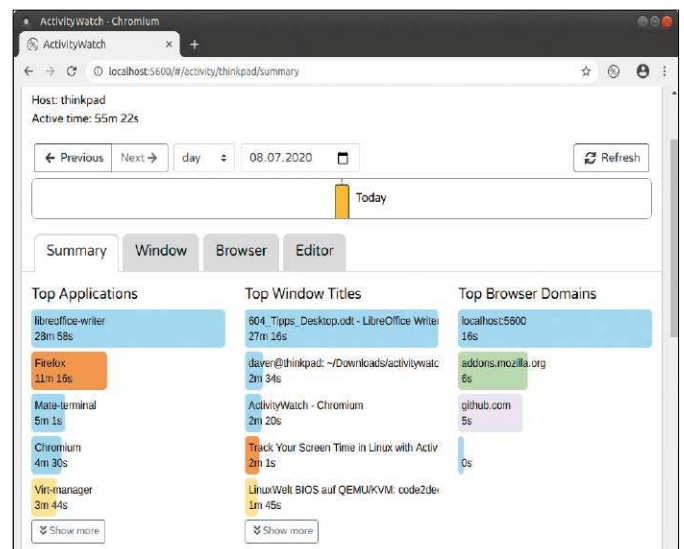 ActivityWatch - Chromium
ActivityWatch
localhost:5600/#/activity/thinkpad/summary
Host: thinkpad
Active time: 55m 22s
Previous
Next
day
08.07.2020
Refresh
Today
Summary
Window
Browser
Editor
Top Applications
libreoffice-writer
28m 58s
Firefox
11m 16s
Mate-terminal
5m 1s
Chromium
4m 30s
Virt-manager
3m 44s
Show more
Top Window Titles
604_Tipps_Desktop.odt - LibreOffice Writer
27m 16s
daver@thinkpad: ~/Downloads/activitywatc
2m 34s
ActivityWatch - Chromium
2m 20s
Track Your Screen Time in Linux with Activ
2m 1s
LinuxWelt BIOS auf QEMU/KVM: code2de
1m 45s
Show more
Top Browser Domains
localhost:5600
16s
addons.mozilla.org
6s
github.com
5s
0s